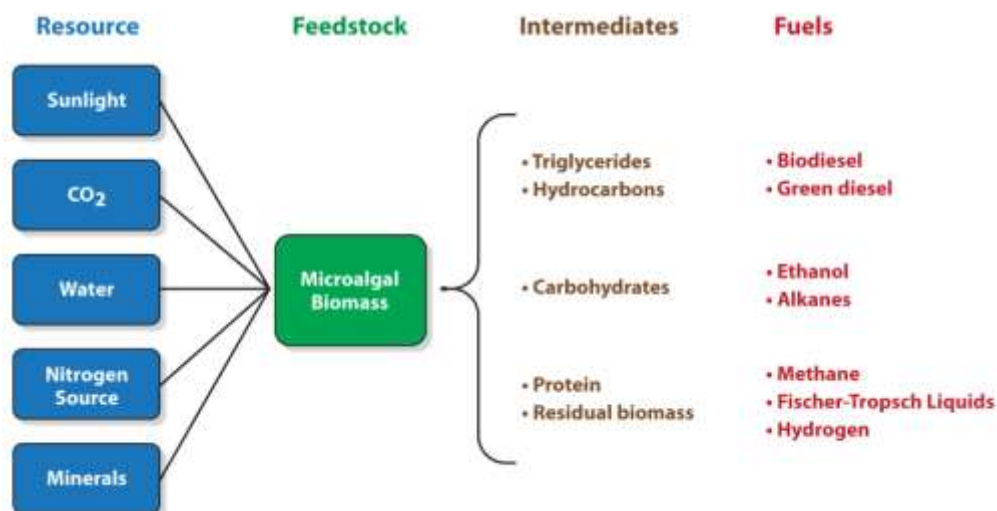 Resource
Feedstock
Intermediates
Fuels
Sunlight
CO₂
Water
Nitrogen
Source
Minerals
Microalgal
Biomass
• Triglycerides
• Hydrocarbons
• Carbohydrates
• Protein
• Residual biomass
• Biodiesel
• Green diesel
• Ethanol
• Alkanes
• Methane
• Fischer-Tropsch Liquids
• Hydrogen